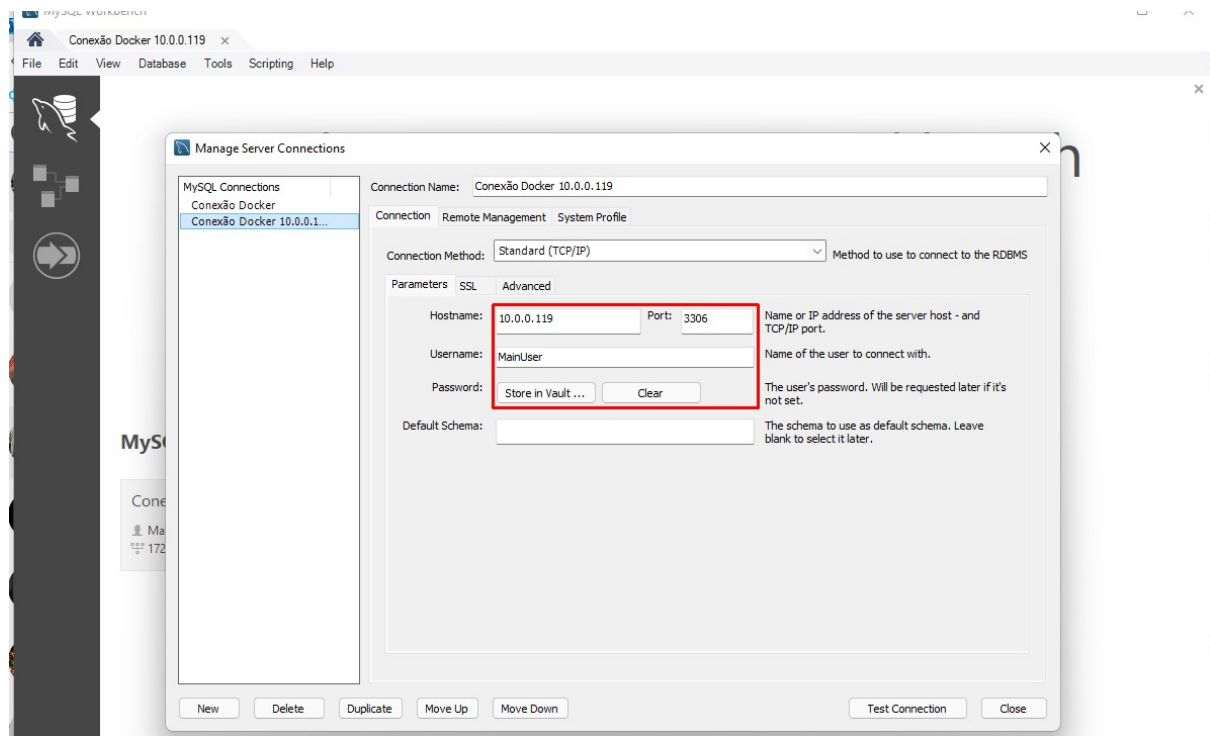 MySQL Workbench
Conexão Docker 10.0.0.119
File Edit View Database Tools Scripting Help
Manage Server Connections
MySQL Connections
Conexão Docker
Conexão Docker 10.0.0.1...
Connection Name: Conexão Docker 10.0.0.119
Connection Remote Management System Profile
Connection Method: Standard (TCP/IP) Method to use to connect to the RDBMS
Parameters SSL Advanced
Hostname: 10.0.0.119 Port: 3306 Name or IP address of the server host - and
TCP/IP port.
Username: MainUser Name of the user to connect with.
Password: Store in Vault ... Clear The user's password. Will be requested later if it's
not set.
Default Schema: The schema to use as default schema. Leave
blank to select it later.
MyS
Cone
Ma
172
h
New Delete Duplicate Move Up Move Down Test Connection Close